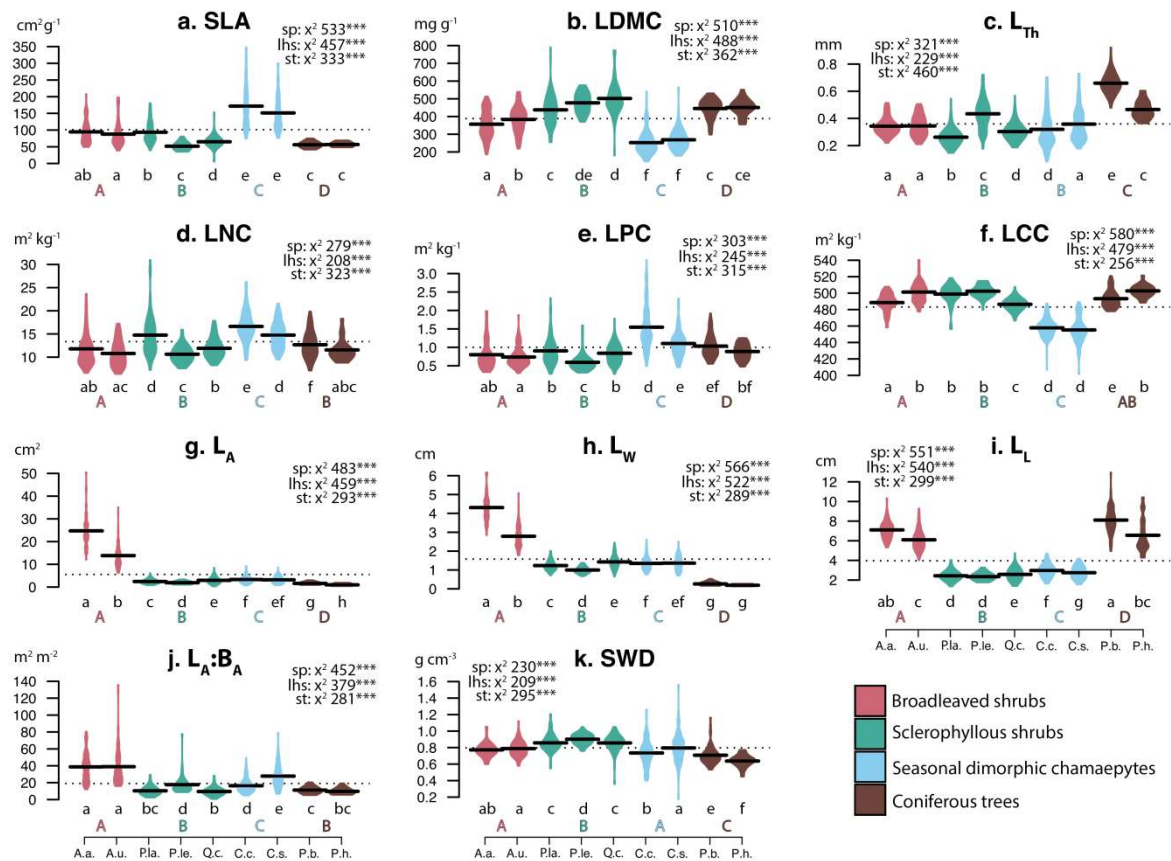 a. SLA
cm²g⁻¹
sp: x² 533***
lhs: x² 457***
st: x² 333***
350
300
250
200
150
100
50
0
ab a b c d e e c c
A B C D
b. LDMC
mg g⁻¹
sp: x² 510***
lhs: x² 488***
st: x² 362***
800
700
600
500
400
300
200
a b c de d f f d ce
A B C D
c. L_Th
mm
sp: x² 321***
lhs: x² 229***
st: x² 460***
0.8
0.6
0.4
0.2
a a b c d d a e c
A B B C
d. LNC
m² kg⁻¹
sp: x² 279***
lhs: x² 208***
st: x² 323***
30
25
20
15
10
ab ac d c b e d f abc
A B C B
e. LPC
m² kg⁻¹
sp: x² 303***
lhs: x² 245***
st: x² 315***
3.0
2.5
2.0
1.5
1.0
0.5
ab a b c b d e ef bf
A B C D
f. LCC
m² kg⁻¹
sp: x² 580***
lhs: x² 479***
st: x² 256***
540
520
500
480
460
440
420
400
a b b b c d d e b
A B C AB
g. L_A
cm²
sp: x² 483***
lhs: x² 459***
st: x² 293***
50
40
30
20
10
0
a b c d e f ef g h
A B C D
h. L_W
cm
sp: x² 566***
lhs: x² 522***
st: x² 289***
6
5
4
3
2
1
0
a b c d e f ef g g
A B C D
i. L_L
cm
sp: x² 551***
lhs: x² 540***
st: x² 299***
12
10
8
6
4
2
ab c d d e f g a bc
A B C D
A.a. A.u. P.la. P.le. Q.c. C.c. C.s. P.b. P.h.
j. L_A:B_A
m² m⁻²
sp: x² 452***
lhs: x² 379***
st: x² 281***
140
120
100
80
60
40
20
0
a a bc d b d c c bc
A B C B
A.a. A.u. P.la. P.le. Q.c. C.c. C.s. P.b. P.h.
k. SWD
g cm⁻³
sp: x² 230***
lhs: x² 209***
st: x² 295***
1.6
1.4
1.2
1.0
0.8
0.6
0.4
0.2
ab a c d c b a e f
A B A C
A.a. A.u. P.la. P.le. Q.c. C.c. C.s. P.b. P.h.
Broadleaved shrubs
Sclerophyllous shrubs
Seasonal dimorphic chamaepytes
Coniferous trees